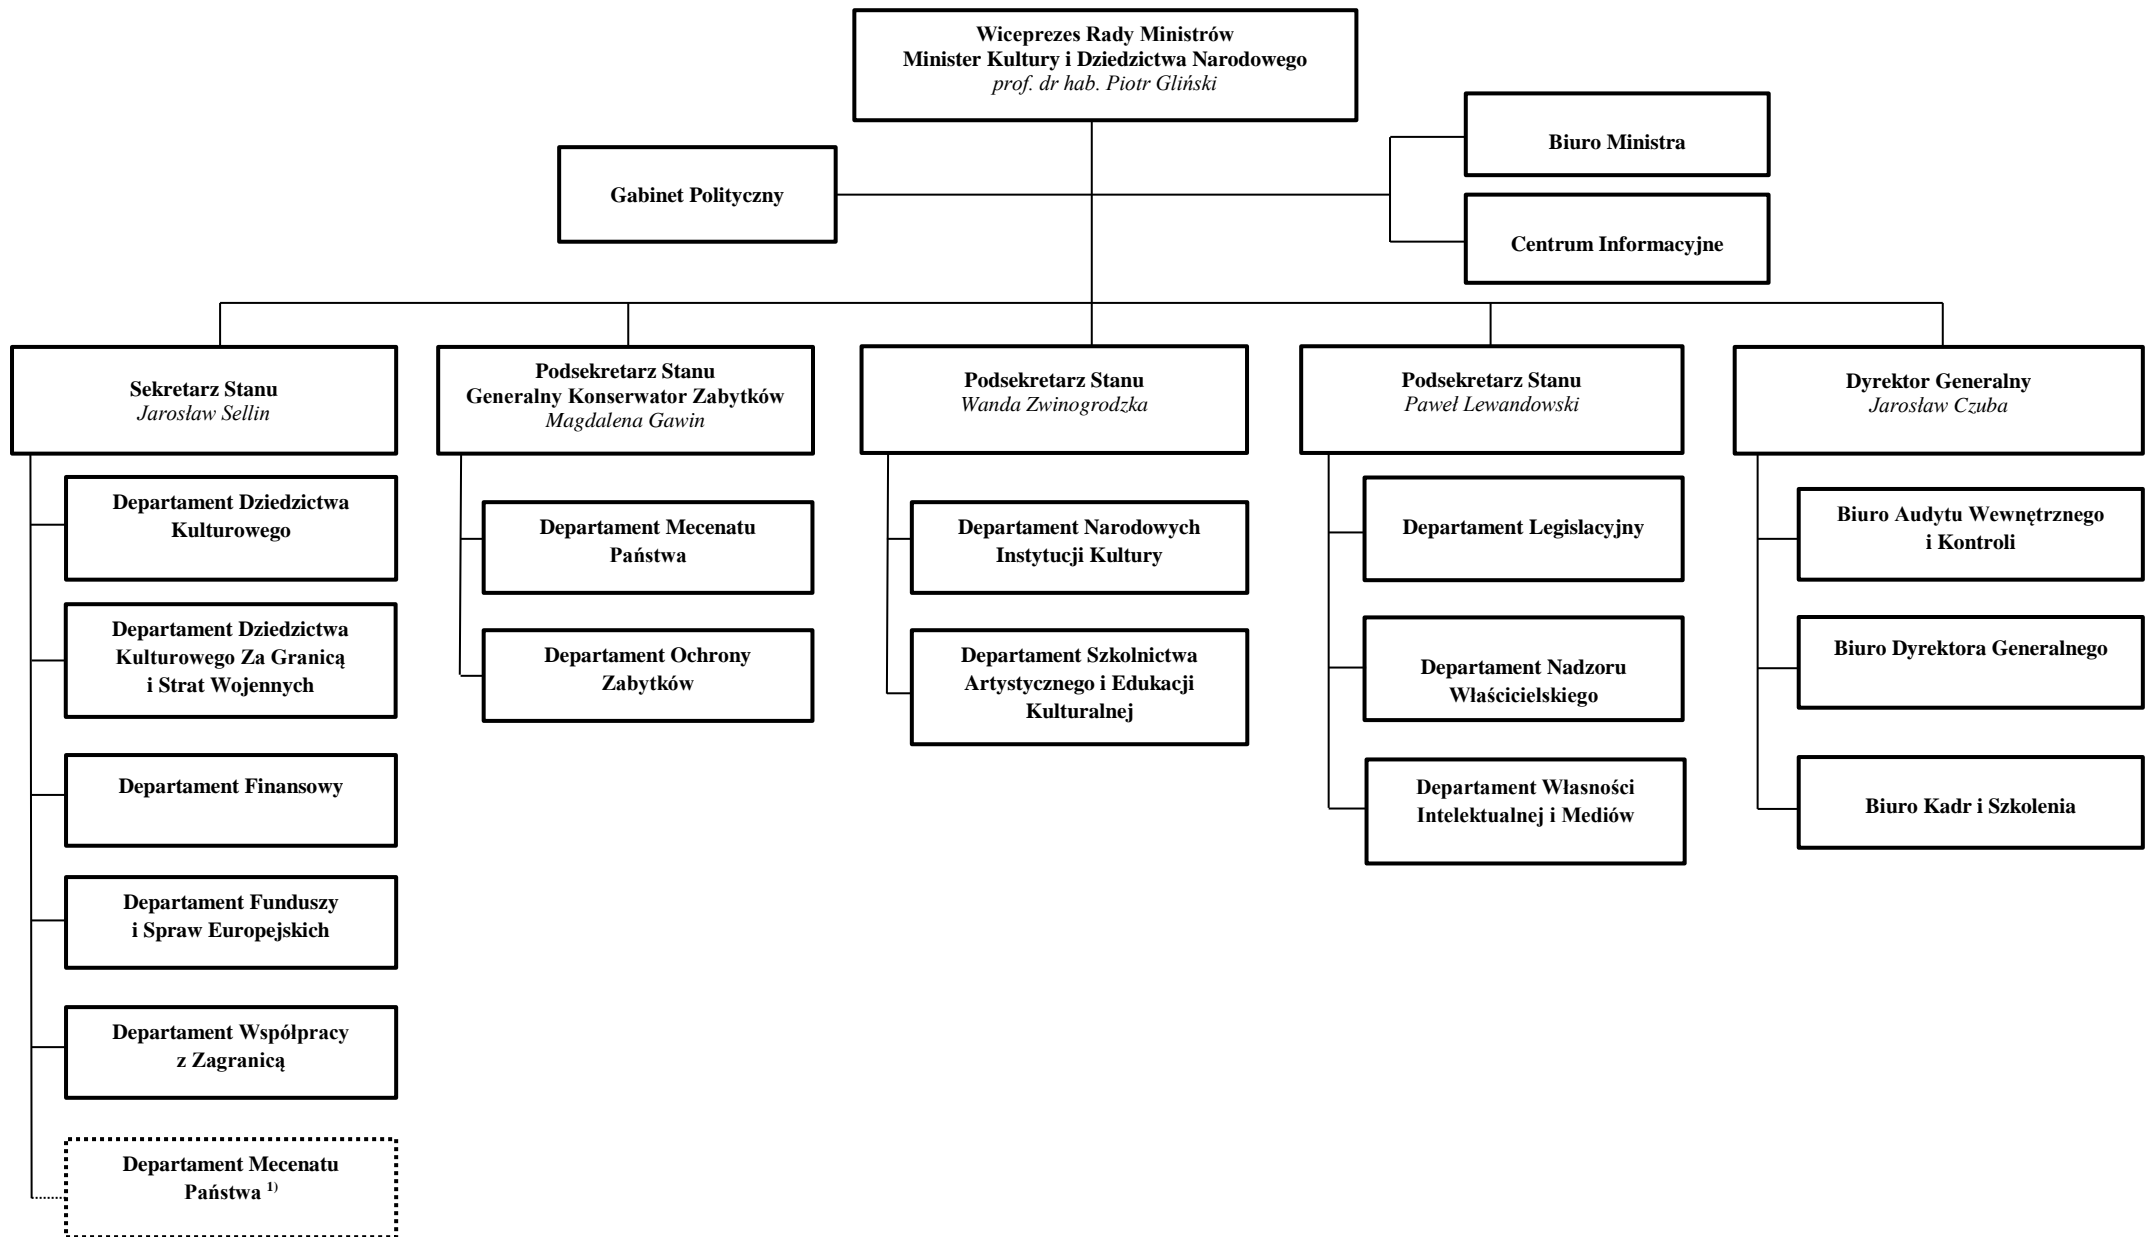 Wiceprezes Rady Ministrów
Minister Kultury i Dziedzictwa Narodowego
prof. dr hab. Piotr Gliński
Biuro Ministra
Gabinet Polityczny
Centrum Informacyjne
Sekretarz Stanu
Jarosław Sellin
Podsekretarz Stanu
Generalny Konserwator Zabytków
Magdalena Gawin
Podsekretarz Stanu
Wanda Zwinogrodzka
Podsekretarz Stanu
Paweł Lewandowski
Dyrektor Generalny
Jarosław Czuba
Departament Dziedzictwa
Kulturowego
Departament Dziedzictwa
Kulturowego Za Granicą
i Strat Wojennych
Departament Finansowy
Departament Funduszy
i Spraw Europejskich
Departament Współpracy
z Zagranicą
Departament Mecenatu
Państwa 1)
Departament Mecenatu
Państwa
Departament Ochrony
Zabytków
Departament Narodowych
Instytucji Kultury
Departament Szkolnictwa
Artystycznego i Edukacji
Kulturalnej
Departament Legislacyjny
Departament Nadzoru
Właścicielskiego
Departament Własności
Intelektualnej i Mediów
Biuro Audytu Wewnętrznego
i Kontroli
Biuro Dyrektora Generalnego
Biuro Kadr i Szkolenia